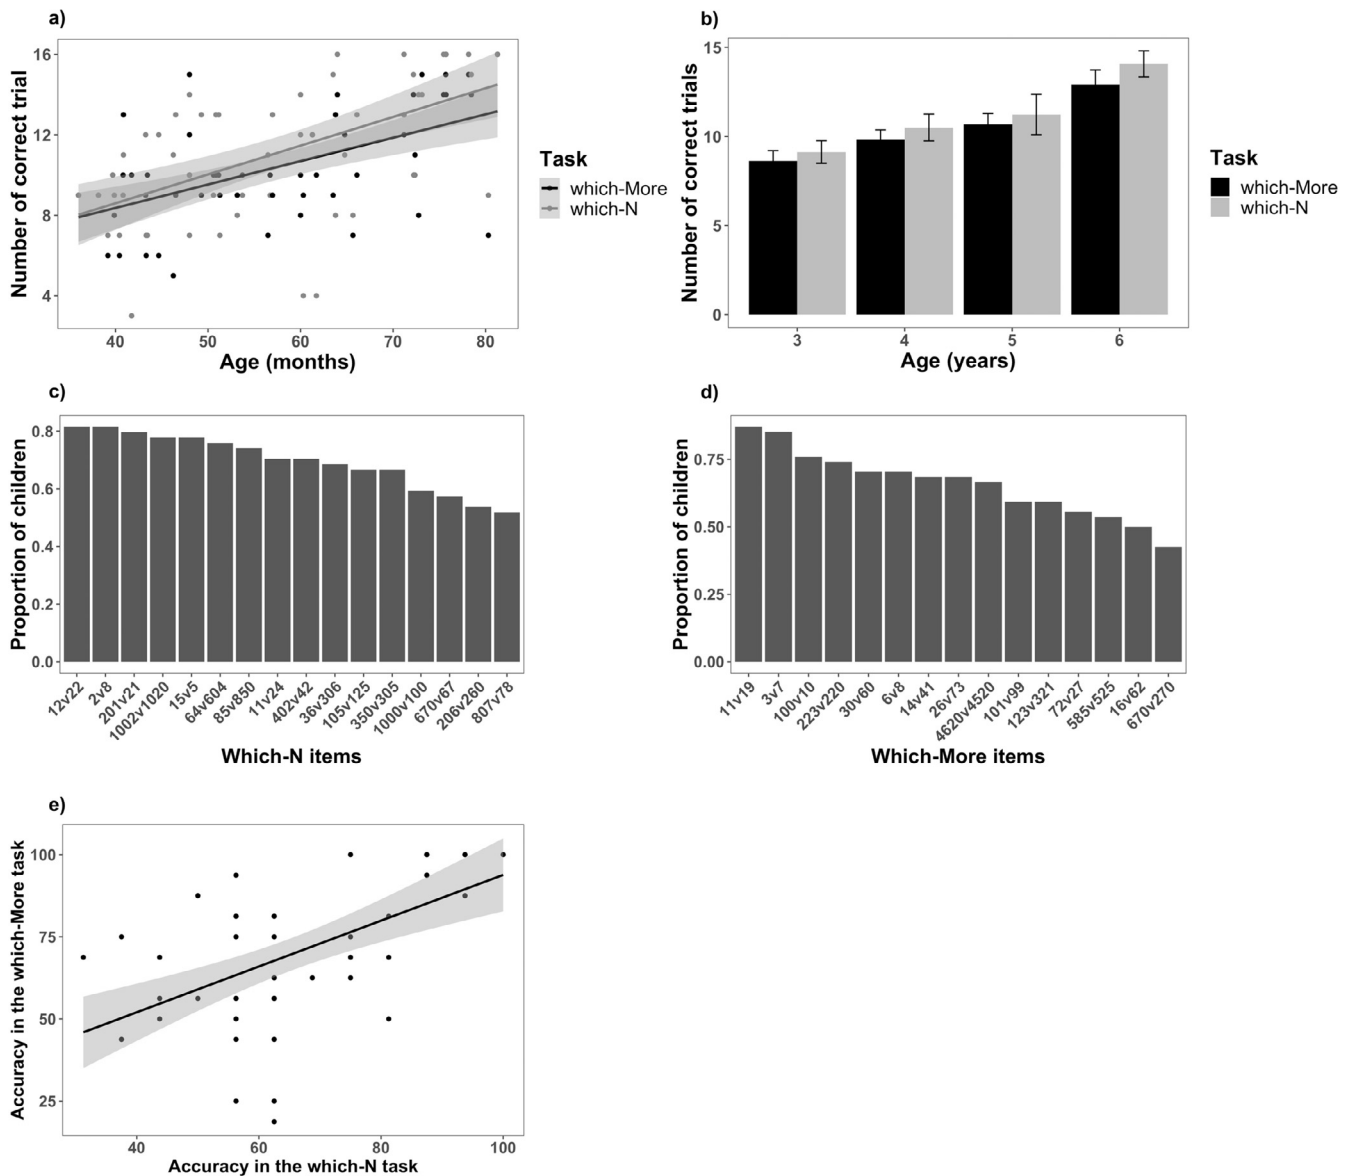 a)
Number of correct trial
16
12
8
4
40 50 60 70 80
Age (months)
Task
which-More
which-N
b)
Number of correct trials
15
10
5
0
3 4 5 6
Age (years)
Task
which-More
which-N
c)
Proportion of children
0.8
0.6
0.4
0.2
0.0
12v22 2v8 201v21 1002v1020 15v5 64v604 85v850 11v24 402v42 36v306 105v125 350v305 1000v100 670v67 206v260 807v78
Which-N items
d)
Proportion of children
0.75
0.50
0.25
0.00
11v19 3v7 100v10 223v220 30v60 6v8 14v41 26v73 4620v4520 101v99 123v321 72v27 585v525 16v62 670v270
Which-More items
e)
Accuracy in the which-More task
100
75
50
25
40 60 80 100
Accuracy in the which-N task